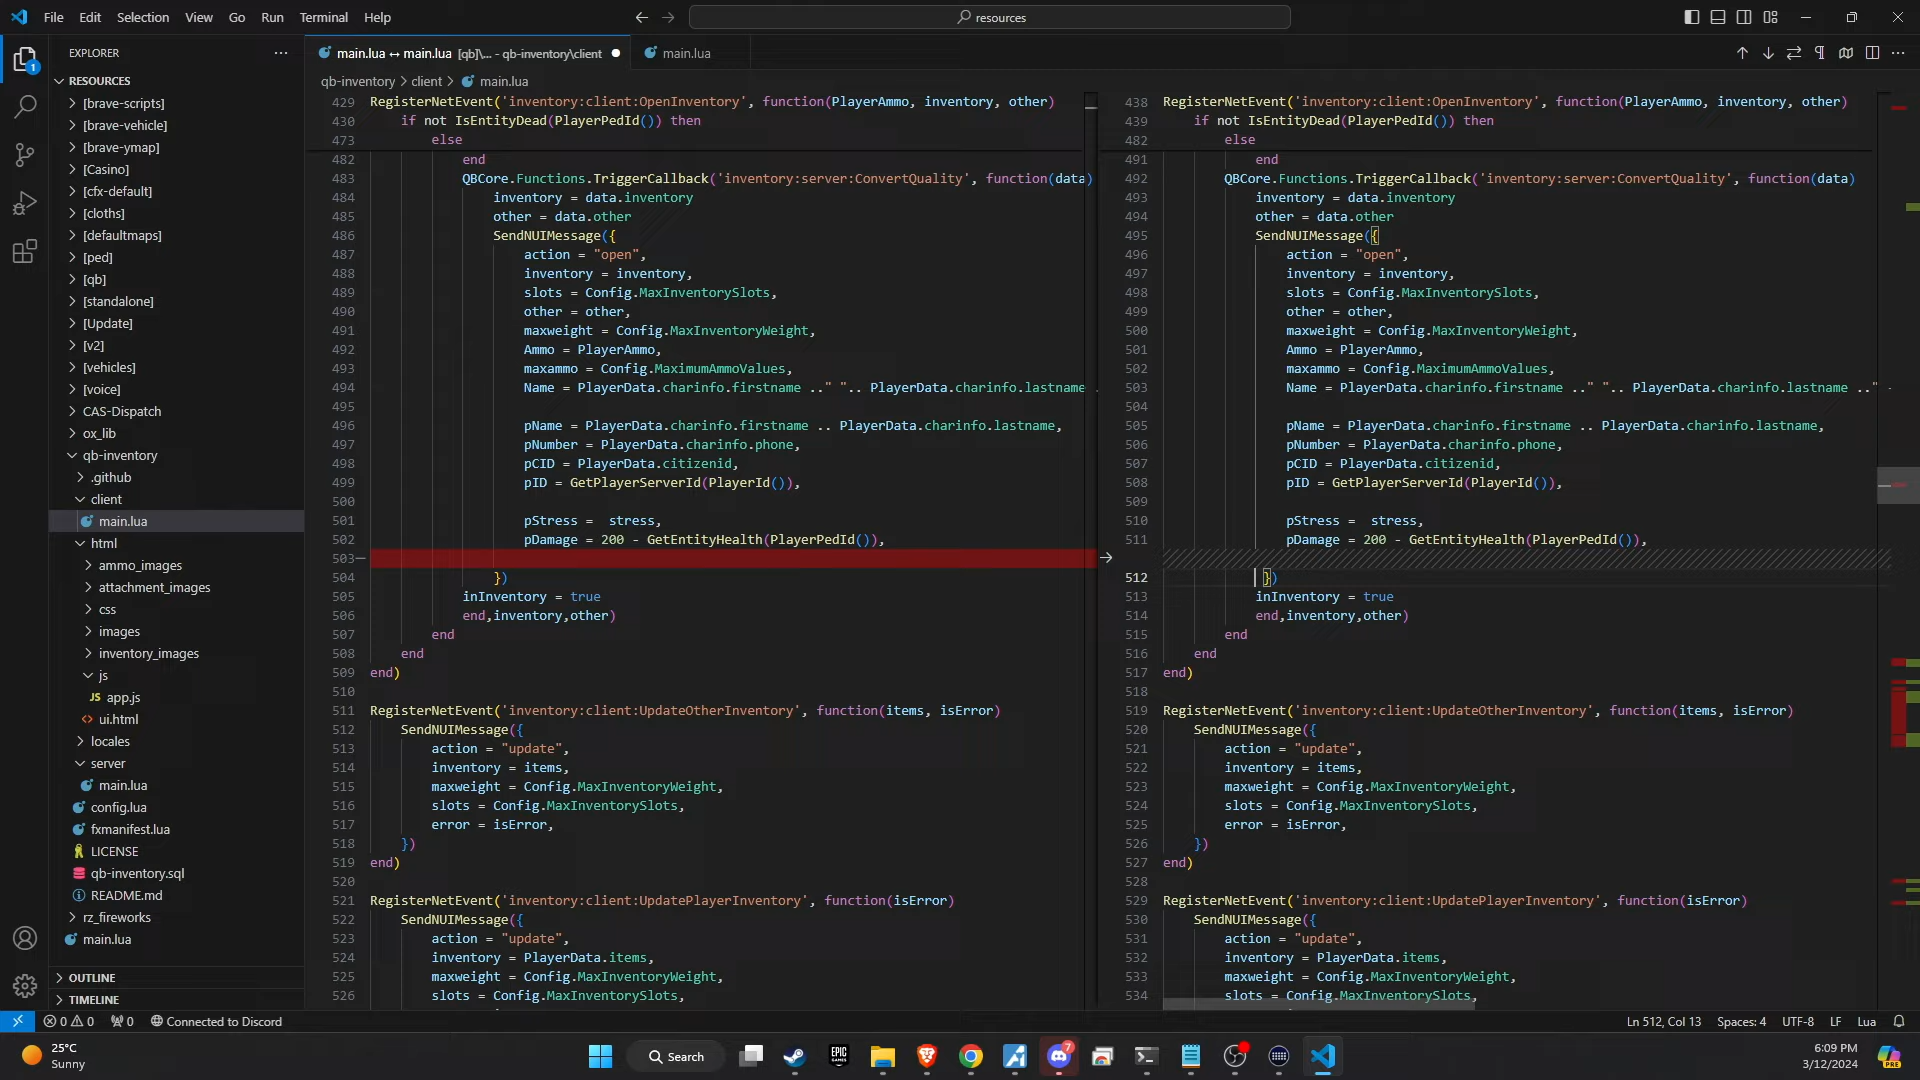 File Edit Selection View Go Run Terminal Help
resources
EXPLORER
RESOURCES
[brave-scripts]
[brave-vehicle]
[brave-ymap]
[Casino]
[cfx-default]
[cloths]
[defaultmaps]
[ped]
[qb]
[standalone]
[Update]
[v2]
[vehicles]
[voice]
CAS-Dispatch
ox_lib
qb-inventory
.github
client
main.lua
html
ammo_images
attachment_images
css
images
inventory_images
js
JS app.js
ui.html
locales
server
main.lua
config.lua
fxmanifest.lua
LICENSE
qb-inventory.sql
README.md
rz_fireworks
main.lua
OUTLINE
TIMELINE
main.lua ↔ main.lua [qb]\... - qb-inventory\client ●
main.lua
qb-inventory > client > main.lua
429 RegisterNetEvent('inventory:client:OpenInventory', function(PlayerAmmo, inventory, other)
430 if not IsEntityDead(PlayerPedId()) then
473 else
482 end
483 QBCore.Functions.TriggerCallback('inventory:server:ConvertQuality', function(data)
484 inventory = data.inventory
485 other = data.other
486 SendNUIMessage({
487 action = "open",
488 inventory = inventory,
489 slots = Config.MaxInventorySlots,
490 other = other,
491 maxweight = Config.MaxInventoryWeight,
492 Ammo = PlayerAmmo,
493 maxammo = Config.MaximumAmmoValues,
494 Name = PlayerData.charinfo.firstname .." ".. PlayerData.charinfo.lastname .
495
496 pName = PlayerData.charinfo.firstname .. PlayerData.charinfo.lastname,
497 pNumber = PlayerData.charinfo.phone,
498 pCID = PlayerData.citizenid,
499 pID = GetPlayerServerId(PlayerId()),
500
501 pStress =  stress,
502 pDamage = 200 - GetEntityHealth(PlayerPedId()),
503−
504 })
505 inInventory = true
506 end,inventory,other)
507 end
508 end
509 end)
510
511 RegisterNetEvent('inventory:client:UpdateOtherInventory', function(items, isError)
512 SendNUIMessage({
513 action = "update",
514 inventory = items,
515 maxweight = Config.MaxInventoryWeight,
516 slots = Config.MaxInventorySlots,
517 error = isError,
518 })
519 end)
520
521 RegisterNetEvent('inventory:client:UpdatePlayerInventory', function(isError)
522 SendNUIMessage({
523 action = "update",
524 inventory = PlayerData.items,
525 maxweight = Config.MaxInventoryWeight,
526 slots = Config.MaxInventorySlots,
438 RegisterNetEvent('inventory:client:OpenInventory', function(PlayerAmmo, inventory, other)
439 if not IsEntityDead(PlayerPedId()) then
482 else
491 end
492 QBCore.Functions.TriggerCallback('inventory:server:ConvertQuality', function(data)
493 inventory = data.inventory
494 other = data.other
495 SendNUIMessage({
496 action = "open",
497 inventory = inventory,
498 slots = Config.MaxInventorySlots,
499 other = other,
500 maxweight = Config.MaxInventoryWeight,
501 Ammo = PlayerAmmo,
502 maxammo = Config.MaximumAmmoValues,
503 Name = PlayerData.charinfo.firstname .." ".. PlayerData.charinfo.lastname .."
504
505 pName = PlayerData.charinfo.firstname .. PlayerData.charinfo.lastname,
506 pNumber = PlayerData.charinfo.phone,
507 pCID = PlayerData.citizenid,
508 pID = GetPlayerServerId(PlayerId()),
509
510 pStress =  stress,
511 pDamage = 200 - GetEntityHealth(PlayerPedId()),
512 })
513 inInventory = true
514 end,inventory,other)
515 end
516 end
517 end)
518
519 RegisterNetEvent('inventory:client:UpdateOtherInventory', function(items, isError)
520 SendNUIMessage({
521 action = "update",
522 inventory = items,
523 maxweight = Config.MaxInventoryWeight,
524 slots = Config.MaxInventorySlots,
525 error = isError,
526 })
527 end)
528
529 RegisterNetEvent('inventory:client:UpdatePlayerInventory', function(isError)
530 SendNUIMessage({
531 action = "update",
532 inventory = PlayerData.items,
533 maxweight = Config.MaxInventoryWeight,
534 slots = Config.MaxInventorySlots,
0 0 0 Connected to Discord
Ln 512, Col 13 Spaces: 4 UTF-8 LF Lua
25°C
Sunny
Search
EPIC GAMES
7
6:09 PM
3/12/2024
PRE
1